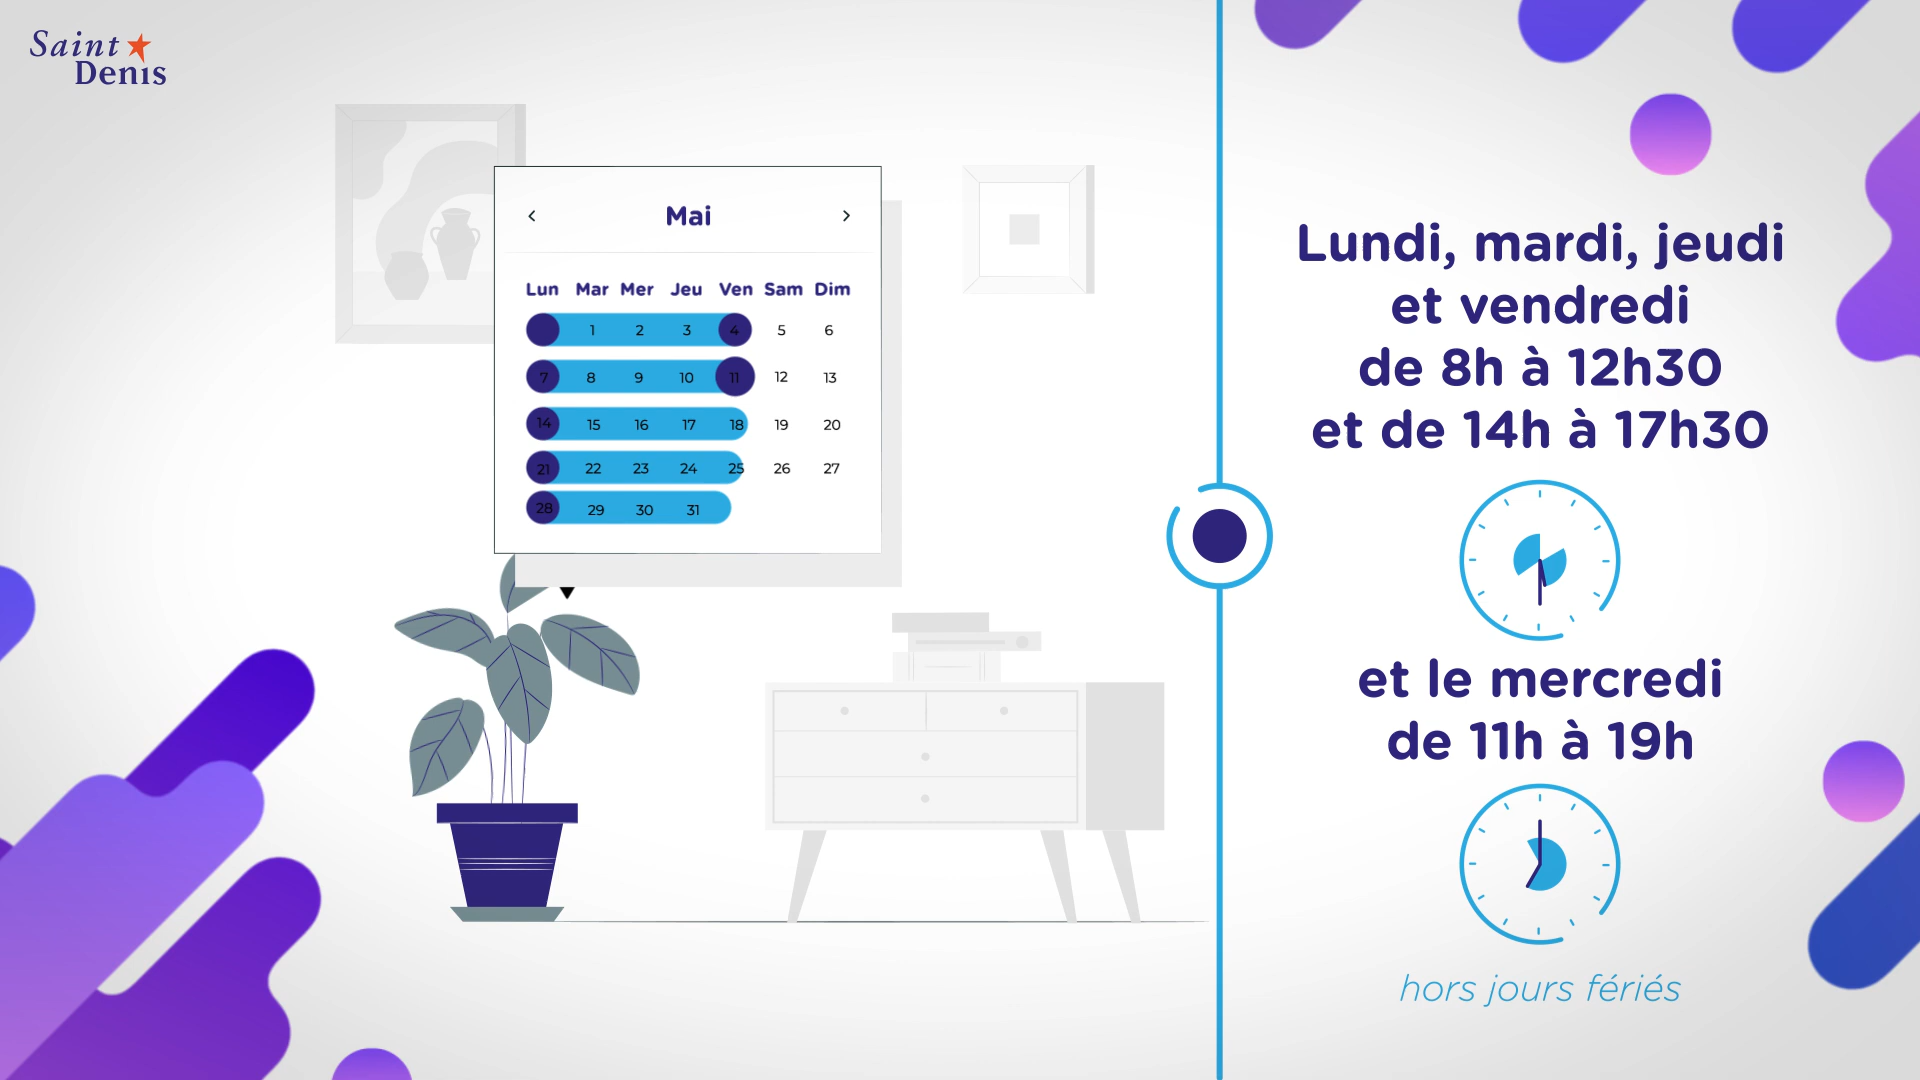 Saint
Denis
Mai
Lun Mar Mer Jeu Ven Sam Dim
1 2 3 4 5 6
7 8 9 10 11 12 13
14 15 16 17 18 19 20
21 22 23 24 25 26 27
28 29 30 31
Lundi, mardi, jeudi
et vendredi
de 8h à 12h30
et de 14h à 17h30
et le mercredi
de 11h à 19h
hors jours fériés